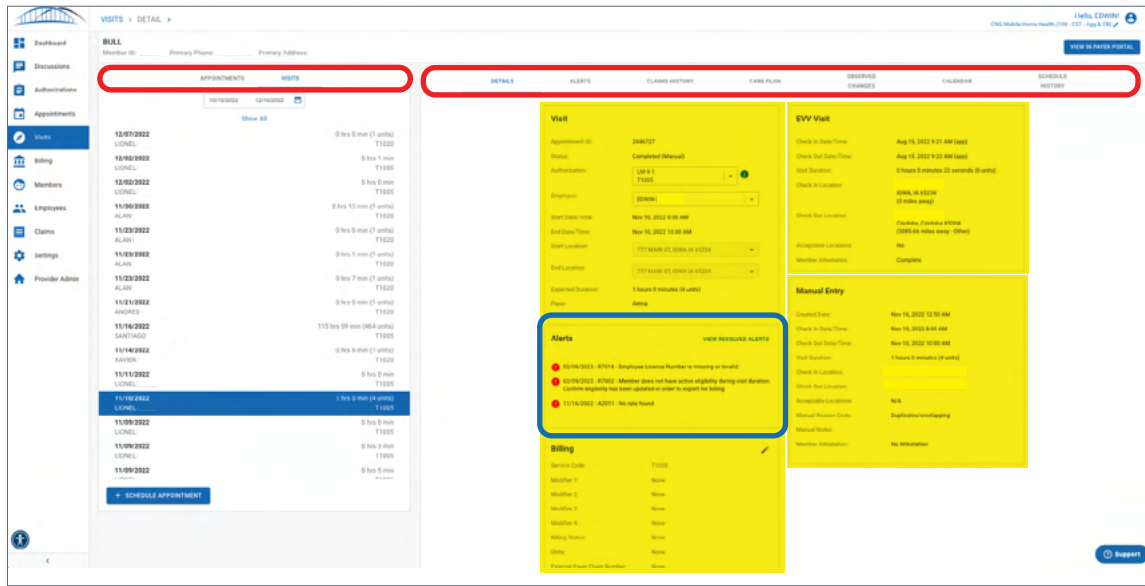 VISITS > DETAIL >
Hello, EDWIN!
Dashboard
Discussions
Authorizations
Appointments
Visits
Billing
Members
Employees
Claims
Settings
Provider Admin
BULL
Member ID: Primary Phone: Primary Address:
VIEW IN PAYER PORTAL
APPOINTMENTS VISITS
10/10/2022 12/10/2022
Show All
12/07/2022 0 hrs 0 min (1 units)
LIONEL T1020
12/02/2022 0 hrs 1 min
LIONEL T1005
12/02/2022 0 hrs 0 min
LIONEL T1005
11/30/2022 0 hrs 15 min (1 units)
ALAN T1020
11/23/2022 0 hrs 0 min (1 units)
ALAN T1020
11/23/2022 0 hrs 5 min (1 units)
ALAN T1020
11/23/2022 0 hrs 7 min (1 units)
ALAN T1020
11/21/2022 0 hrs 0 min (1 units)
ANDRES T1020
11/16/2022 115 hrs 59 min (464 units)
SANTIAGO T1005
11/14/2022 0 hrs 6 min (1 units)
XAVIER T1020
11/11/2022 0 hrs 0 min
LIONEL T1005
11/10/2022 1 hrs 0 min (4 units)
LIONEL T1005
11/09/2022 0 hrs 0 min
LIONEL T1005
11/09/2022 0 hrs 3 min
LIONEL T1005
11/09/2022 0 hrs 5 min
+ SCHEDULE APPOINTMENT
DETAILS ALERTS CLAIMS HISTORY CARE PLAN OBSERVED CHANGES CALENDAR SCHEDULE HISTORY
Visit
Appointment ID: 2446727
Status: Completed (Manual)
Authorization: LM-9-1
T1005
Employee: EDWIN
Start Date/Time: Nov 10, 2022 9:00 AM
End Date/Time: Nov 10, 2022 10:00 AM
Start Location: 777 MAIN ST, IOWA IA 65234
End Location: 777 MAIN ST, IOWA IA 65234
Expected Duration: 1 hours 0 minutes (4 units)
Payer: Aetna
Alerts VIEW RESOLVED ALERTS
02/09/2023 - R7014 - Employee License Number is missing or invalid
02/09/2023 - R7002 - Member does not have active eligibility during visit duration.
Confirm eligibility has been updated in order to export for billing
11/16/2022 - A2011 - No rate found
Billing
Service Code: T1005
Modifier 1 None
Modifier 2 None
Modifier 3 None
Modifier 4 None
Billing Status: None
Units: None
External Payer Claim Number: None
EVV Visit
Check In Date/Time: Aug 15, 2022 9:21 AM (app)
Check Out Date/Time: Aug 15, 2022 9:22 AM (app)
Visit Duration: 0 hours 0 minutes 22 seconds (0 units)
Check In Location:
IOWA, IA 65234
(0 miles away)
Check Out Location:
Acceptable Locations: No
Member Attestation: Complete
Manual Entry
Created Date: Nov 16, 2022 12:50 AM
Check In Date/Time: Nov 10, 2022 9:00 AM
Check Out Date/Time: Nov 10, 2022 10:00 AM
Visit Duration: 1 hours 0 minutes (4 units)
Check In Location:
Check Out Location:
Acceptable Locations: N/A
Manual Reason Code: Duplicates/overlapping
Manual Notes:
Member Attestation: No Attestation
Support